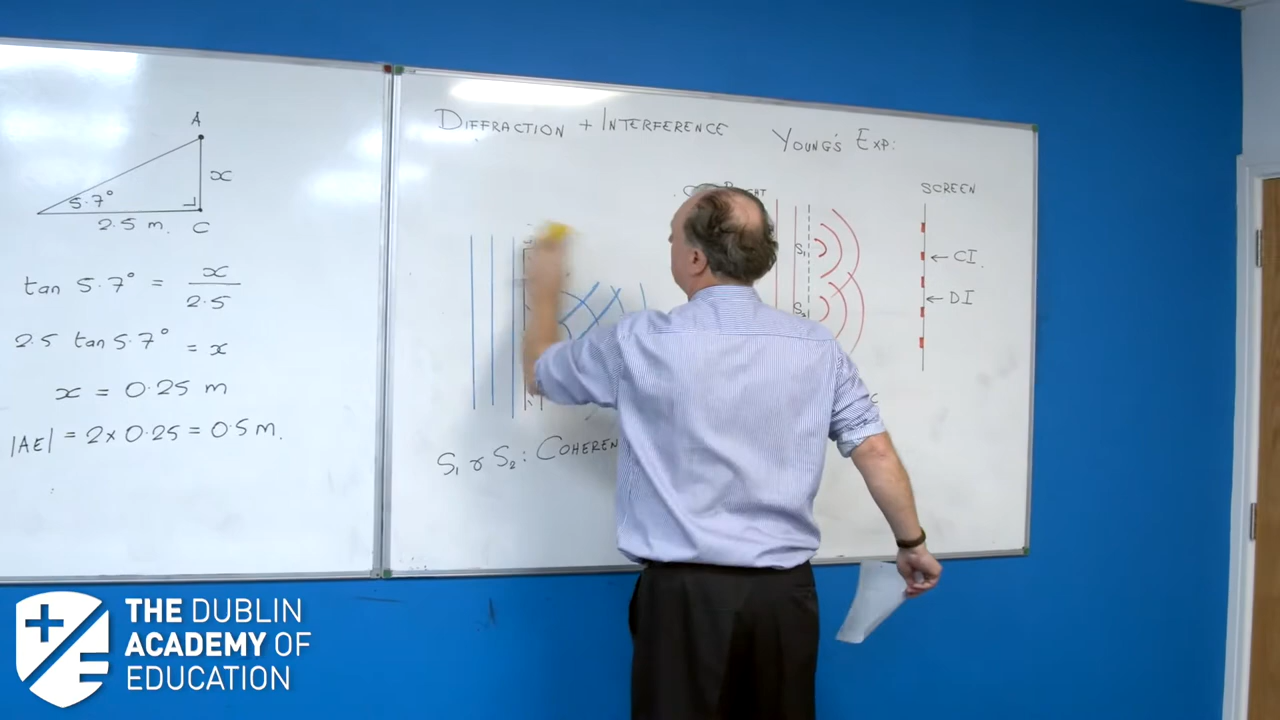 A
x
5.7°
2.5 m. C
tan 5.7° = x / 2.5
2.5 tan 5.7° = x
x = 0.25 m
|AE| = 2 x 0.25 = 0.5 m.
DIFFRACTION + INTERFERENCE
YOUNG'S EXP:
SCREEN
S1
S2
← CI.
← DI
S1 & S2:
THE DUBLIN
ACADEMY OF
EDUCATION